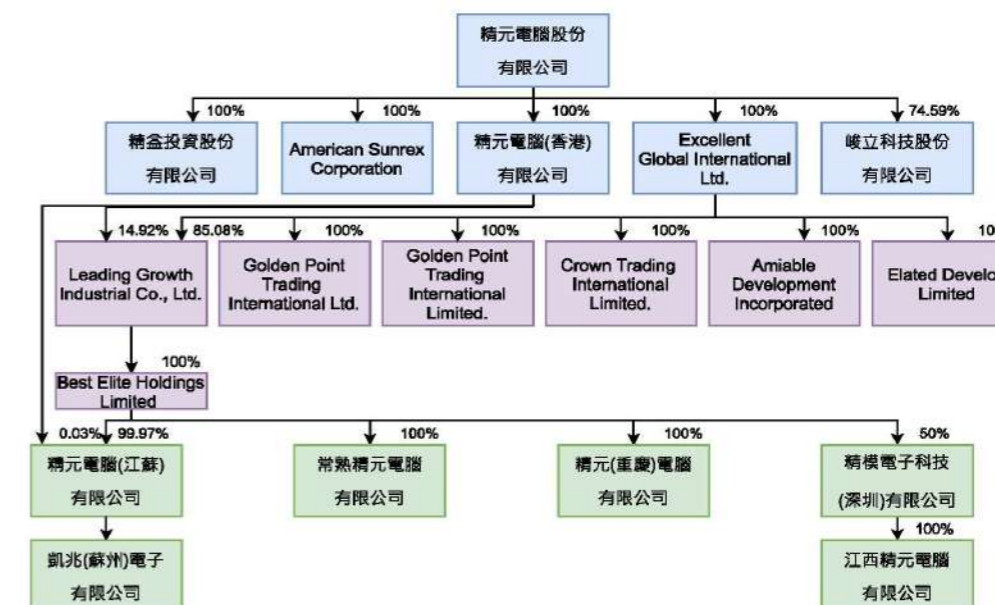 精元電腦股份
有限公司
100%
100%
100%
100%
74.59%
精盈投資股份
有限公司
American Sunrex
Corporation
精元電腦(香港)
有限公司
Excellent
Global International
Ltd.
峻立科技股份
有限公司
14.92%
85.08%
100%
100%
100%
100%
10
Leading Growth
Industrial Co., Ltd.
Golden Point
Trading
International Ltd.
Golden Point
Trading
International
Limited.
Crown Trading
International
Limited.
Amiable
Development
Incorporated
Elated Develo
Limited
100%
Best Elite Holdings
Limited
0.03%
99.97%
100%
100%
50%
精元電腦(江蘇)
有限公司
常熟精元電腦
有限公司
精元(重慶)電腦
有限公司
精模電子科技
(深圳)有限公司
100%
凱兆(蘇州)電子
有限公司
江西精元電腦
有限公司